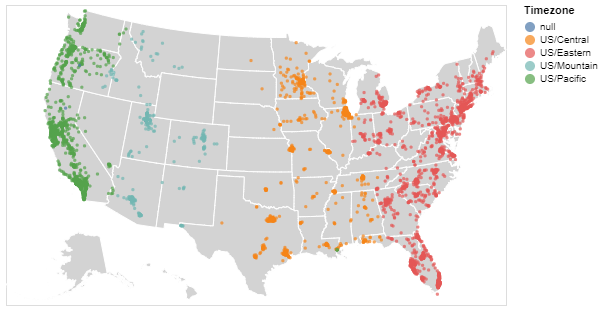 Timezone
null
US/Central
US/Eastern
US/Mountain
US/Pacific